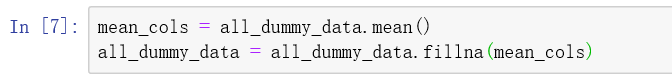 In [7]: mean_cols = all_dummy_data.mean()
all_dummy_data = all_dummy_data.fillna(mean_cols)